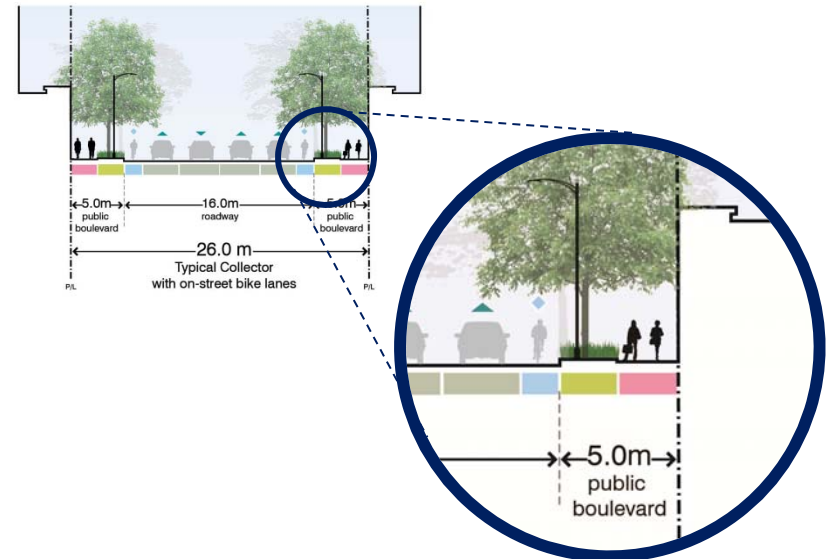 5.0m
public
boulevard
16.0m
roadway
5.0m
public
boulevard
26.0 m
Typical Collector
with on-street bike lanes
P/L
P/L
5.0m
public
boulevard